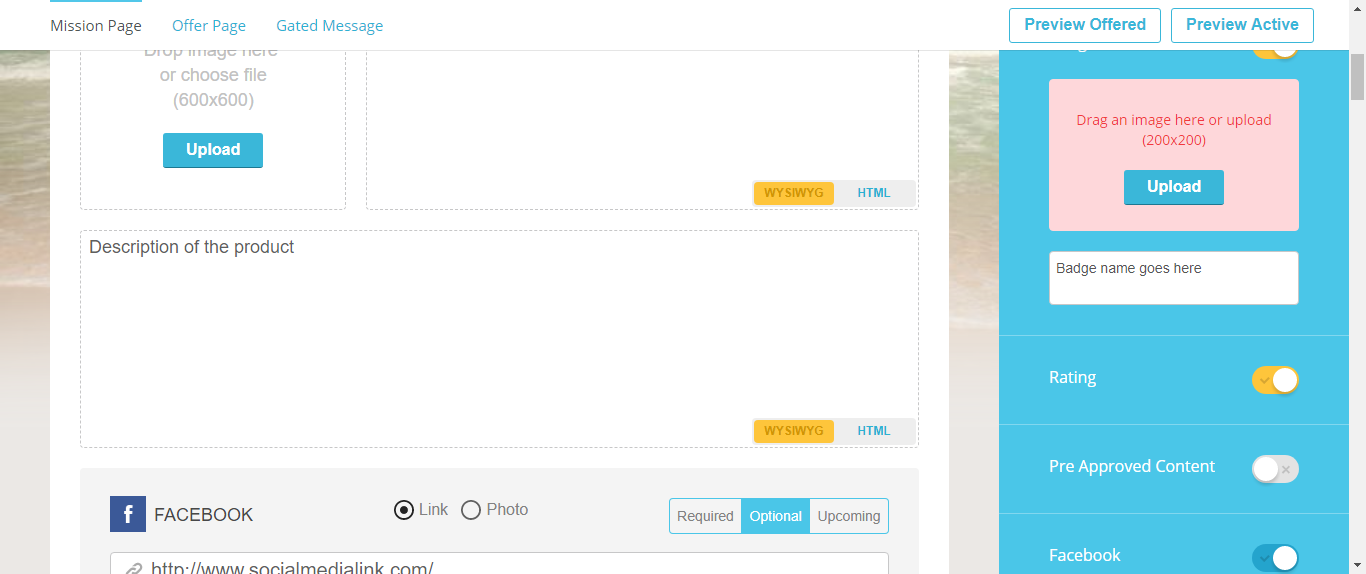 Mission Page
Offer Page
Gated Message
Preview Offered
Preview Active
Drop image here
or choose file
(600x600)
Upload
WYSIWYG
HTML
Description of the product
WYSIWYG
HTML
f
FACEBOOK
Link
Photo
Required
Optional
Upcoming
http://www.socialmedialink.com/
Drag an image here or upload
(200x200)
Upload
Badge name goes here
Rating
Pre Approved Content
Facebook